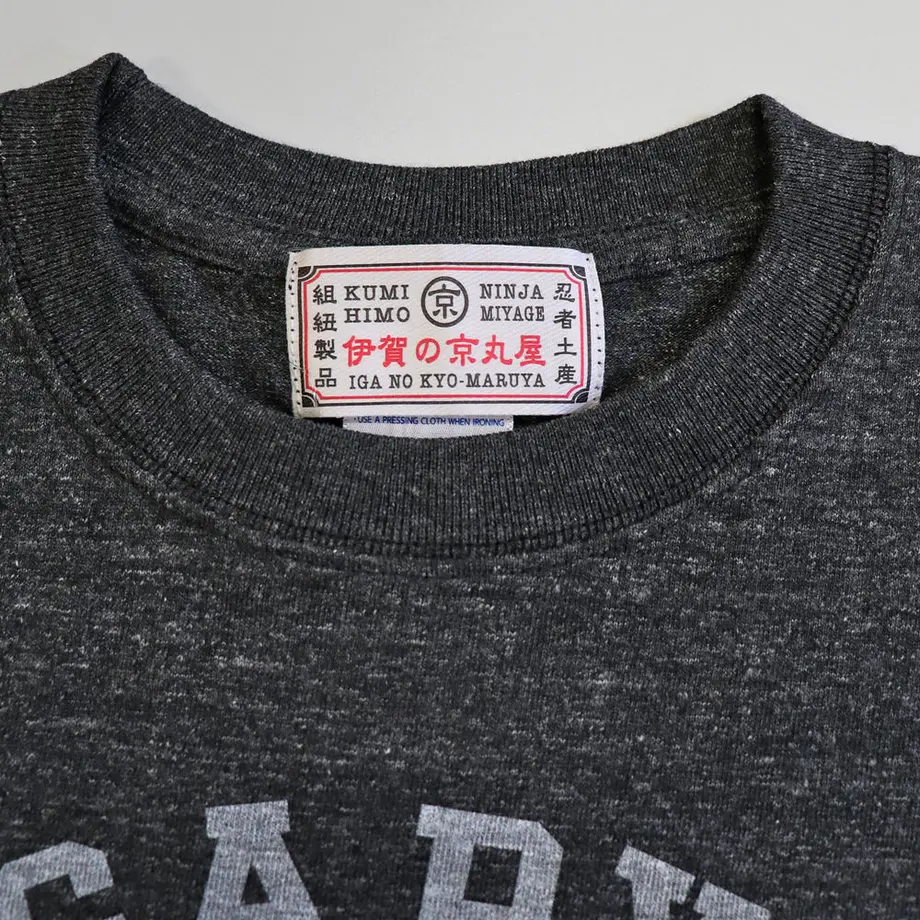 組紐製品
KUMI
HIMO
京
NINJA
MIYAGE
忍者土産
伊賀の京丸屋
IGA NO KYO-MARUYA
USE A PRESSING CLOTH WHEN IRONING